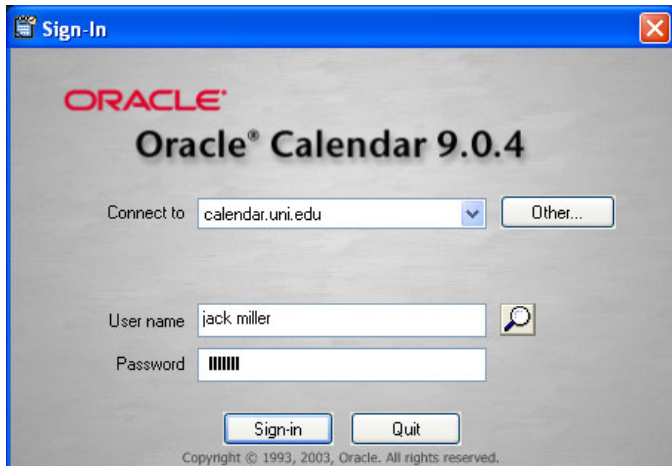 Sign-In
ORACLE®
Oracle® Calendar 9.0.4
Connect to calendar.uni.edu Other...
User name jack miller
Password
Sign-in Quit
Copyright © 1993, 2003, Oracle. All rights reserved.